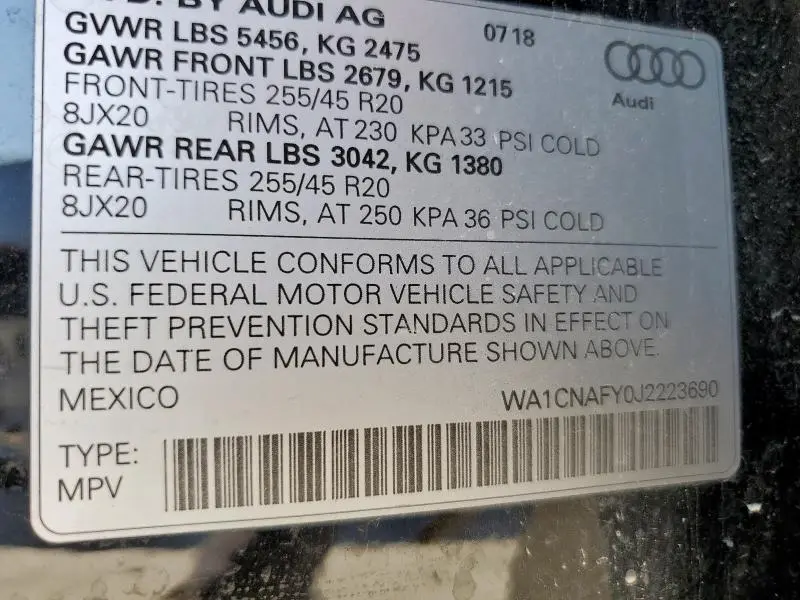 BY AUDI AG
GVWR LBS 5456, KG 2475
0718
GAWR FRONT LBS 2679, KG 1215
FRONT-TIRES 255/45 R20
8JX20 RIMS, AT 230 KPA 33 PSI COLD
Audi
GAWR REAR LBS 3042, KG 1380
REAR-TIRES 255/45 R20
8JX20 RIMS, AT 250 KPA 36 PSI COLD
THIS VEHICLE CONFORMS TO ALL APPLICABLE
U.S. FEDERAL MOTOR VEHICLE SAFETY AND
THEFT PREVENTION STANDARDS IN EFFECT ON
THE DATE OF MANUFACTURE SHOWN ABOVE.
MEXICO WA1CNAFY0J2223690
TYPE:
MPV